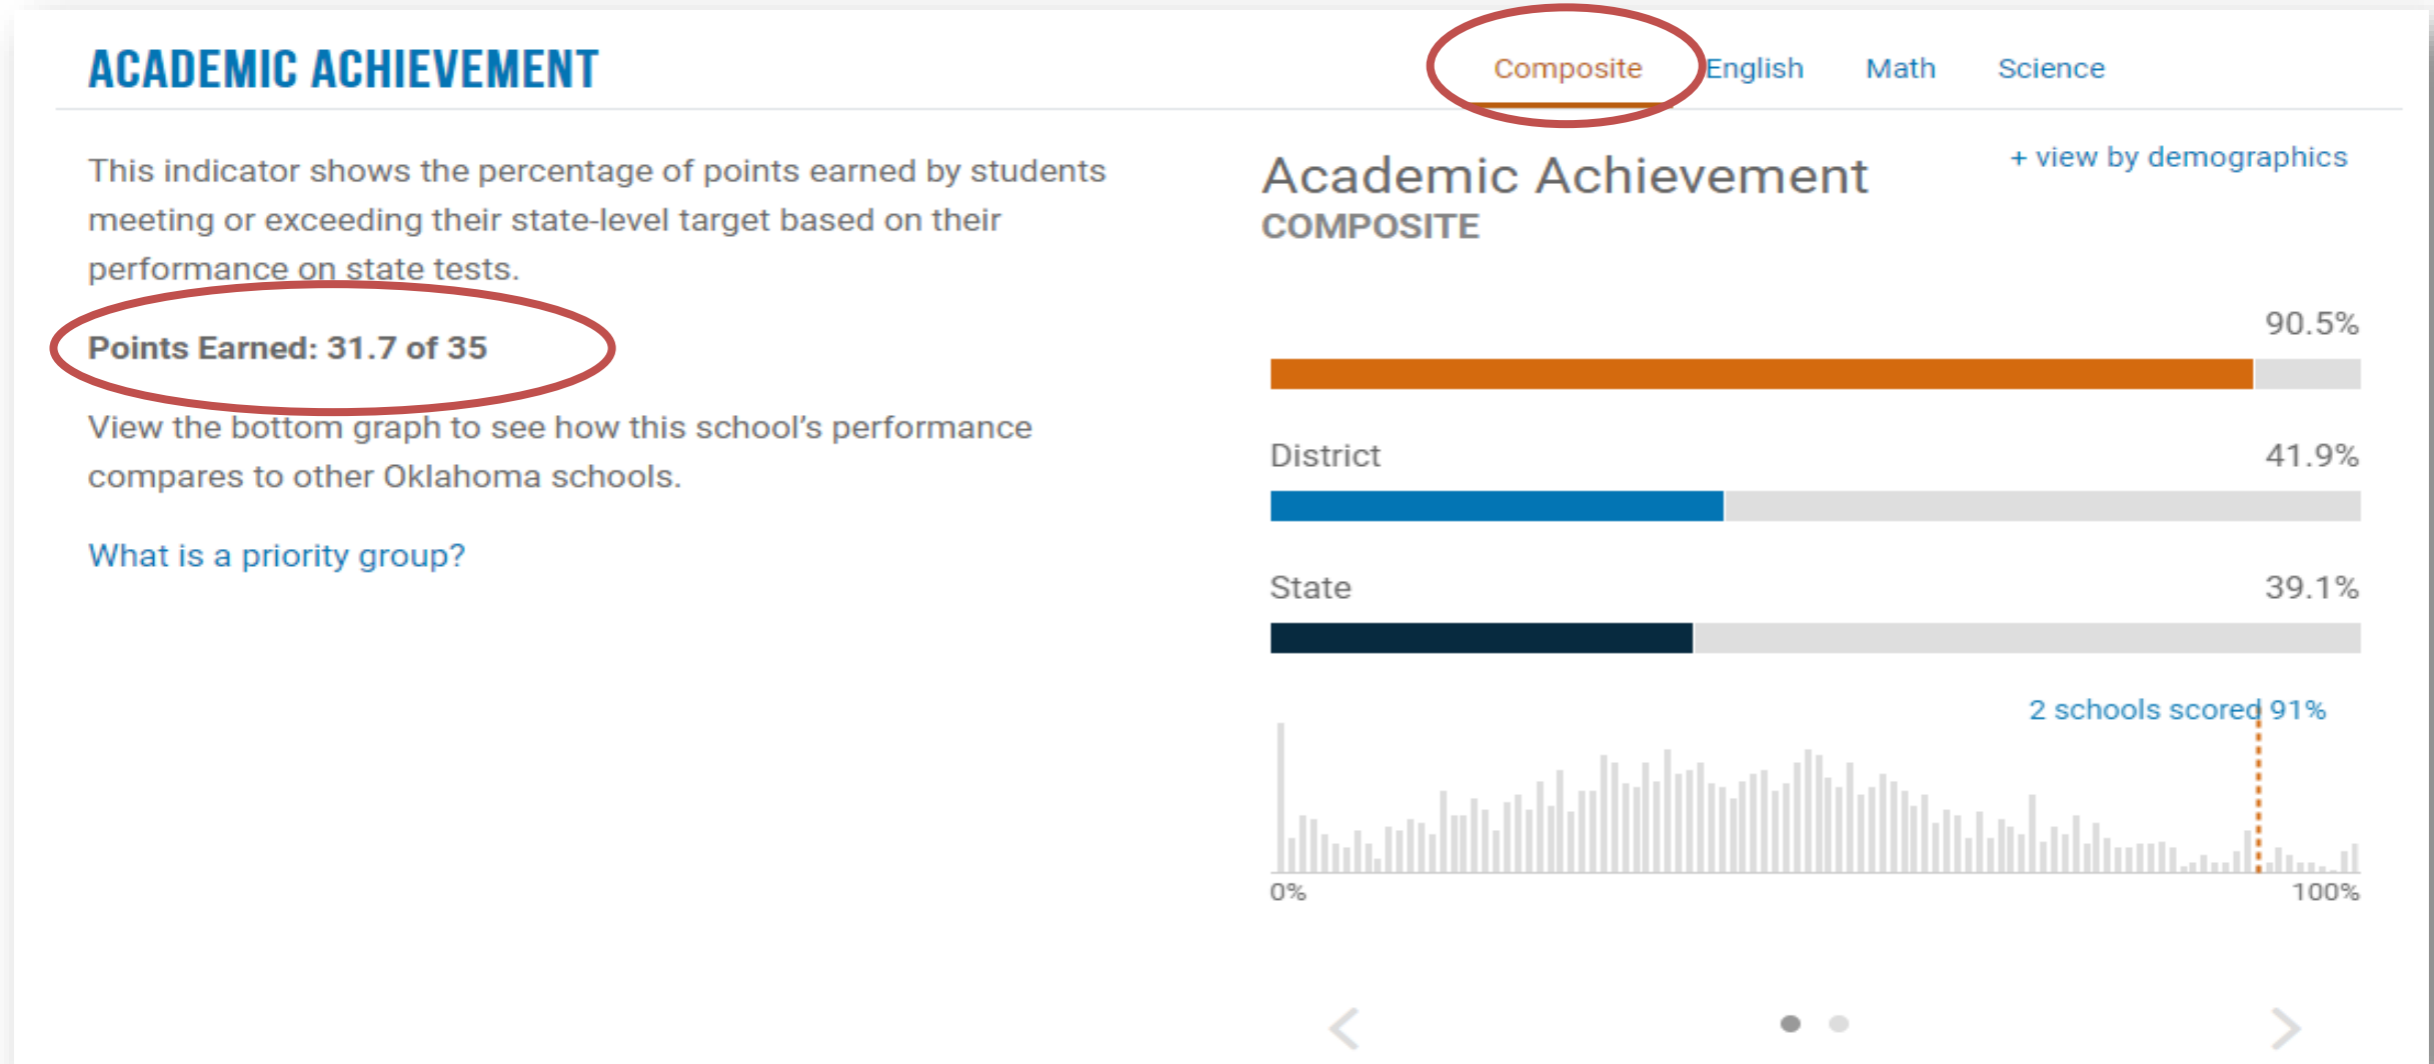 ACADEMIC ACHIEVEMENT
Composite English Math Science
This indicator shows the percentage of points earned by students
meeting or exceeding their state-level target based on their
performance on state tests.
Points Earned: 31.7 of 35
View the bottom graph to see how this school's performance
compares to other Oklahoma schools.
What is a priority group?
Academic Achievement
+ view by demographics
COMPOSITE
90.5%
District 41.9%
State 39.1%
2 schools scored 91%
0% 100%